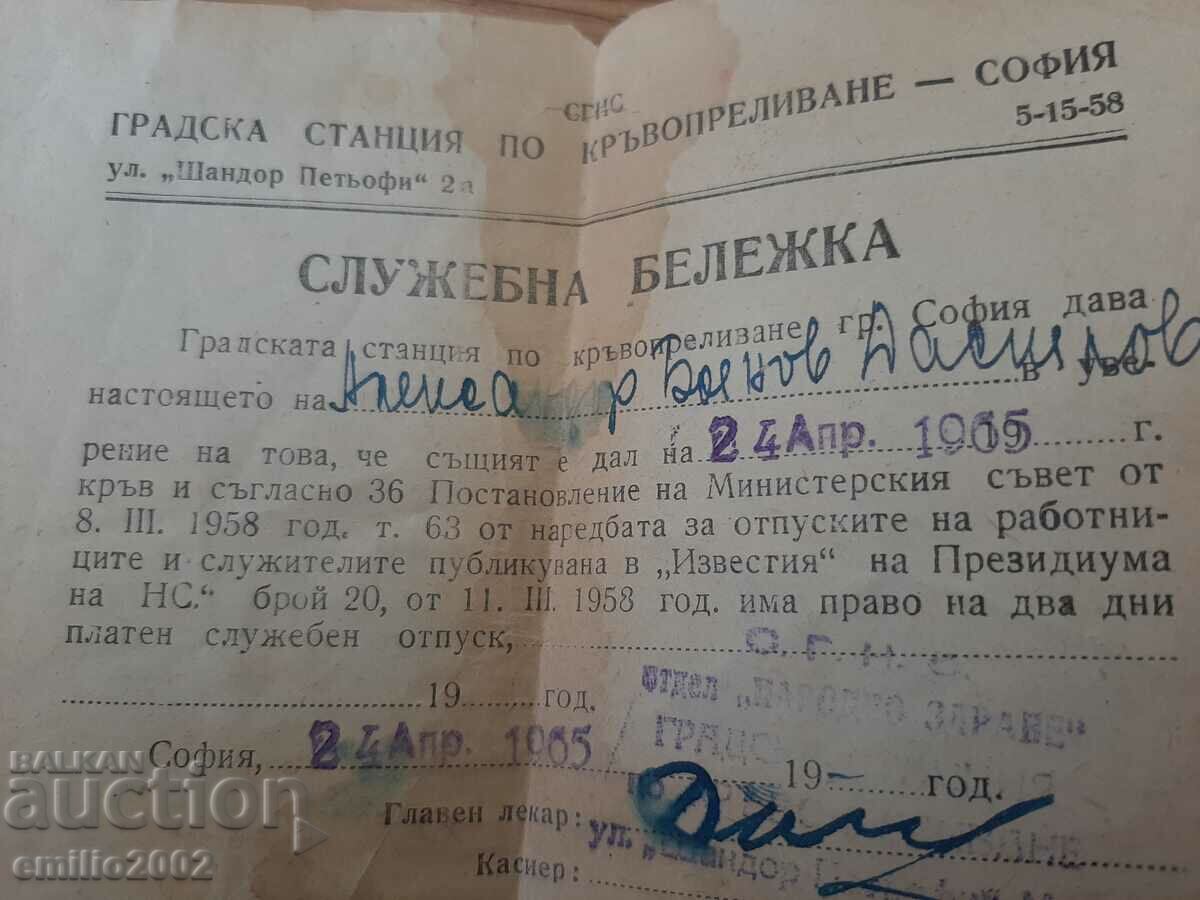 СГНС
ГРАДСКА СТАНЦИЯ ПО КРЪВОПРЕЛИВАНЕ — СОФИЯ
ул. „Шандор Петьофи“ 2а 5-15-58
СЛУЖЕБНА БЕЛЕЖКА
Градската станция по кръвопреливане гр. София дава
настоящето на Александър Боенов в уве-
рение на това, че същият е дал на 24 Апр. 1965 г.
кръв и съгласно 36 Постановление на Министерския съвет от
8. III. 1958 год. т. 63 от наредбата за отпуските на работни-
ците и служителите публикувана в „Известия“ на Президиума
на НС.“ брой 20, от 11. III. 1958 год. има право на два дни
платен служебен отпуск,
19 год.
С. Г. Н. С.
отдел „НАРОДНО ЗДРАВЕ“
София, 24 Апр. 1965 19 — год.
Главен лекар:
ул. „Шандор
Касиер:
BALKAN
auction
emilio2002